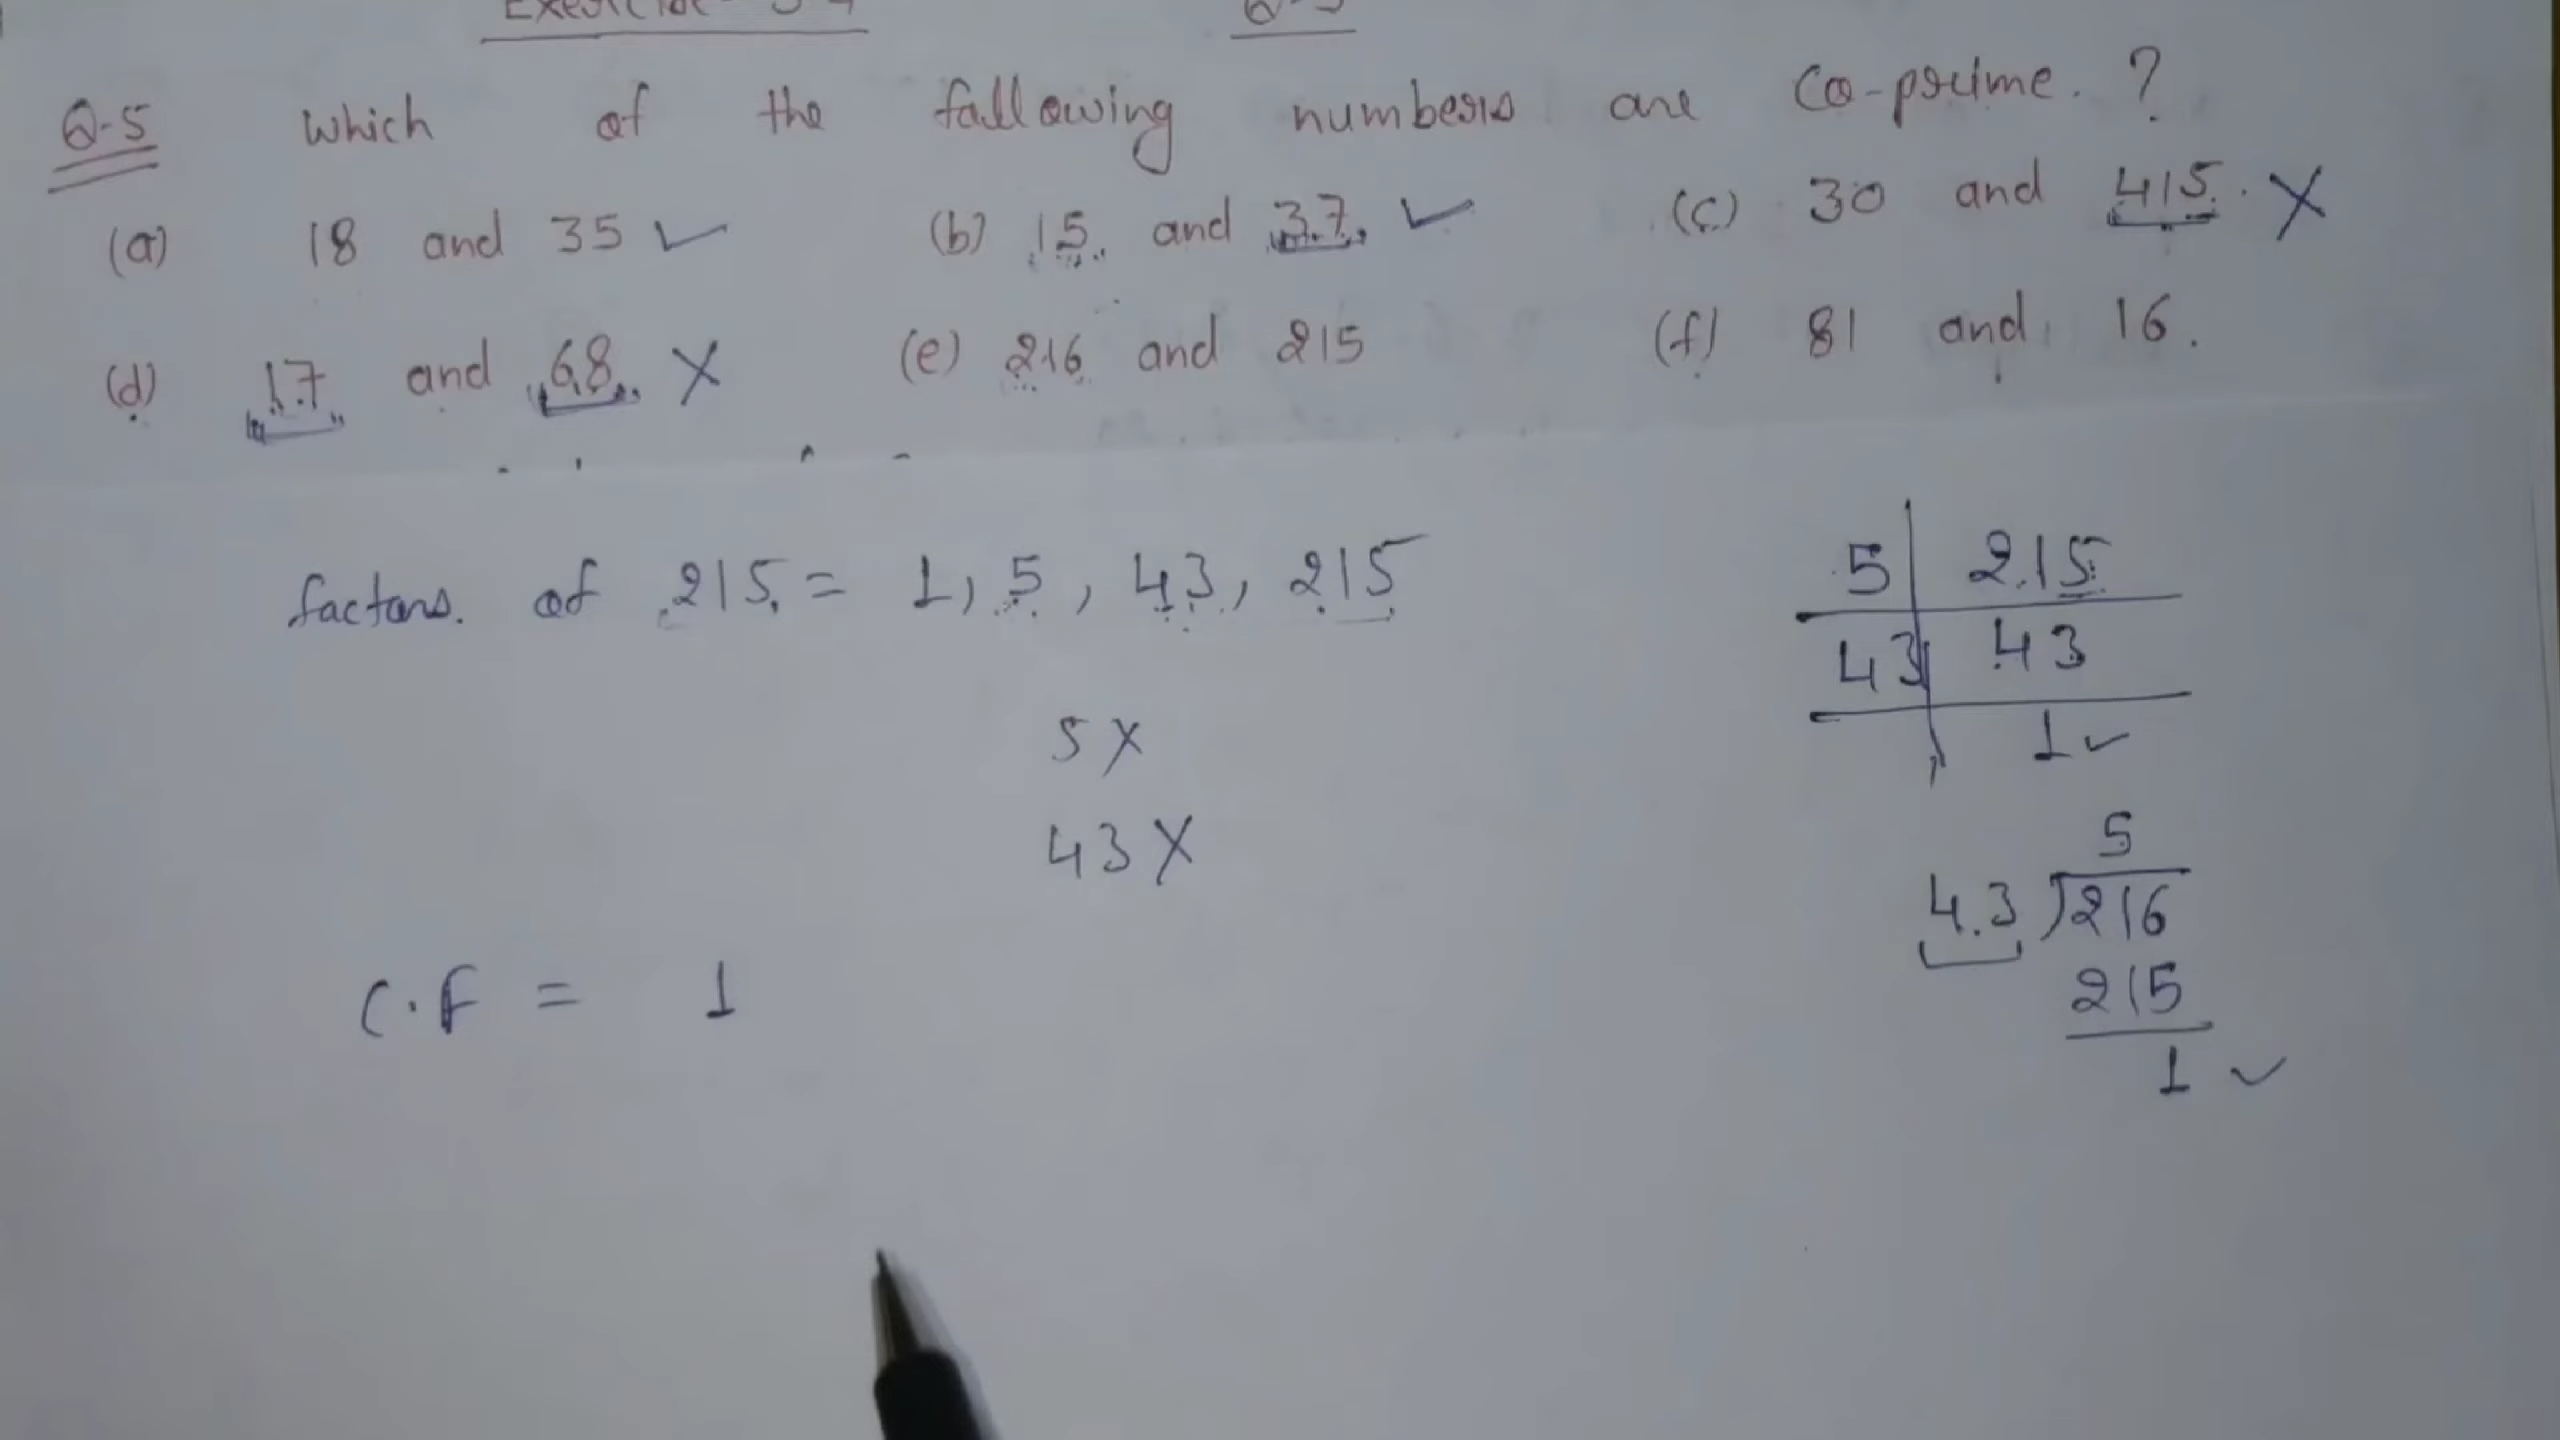 Q-5 Which of the fallowing numbers are Co-prime. ?
(a) 18 and 35 ✓ (b) 15 and 37 ✓ (c) 30 and 415. X
(d) 17 and 68 X (e) 216 and 215 (f) 81 and 16.
factors. of 215 = 1, 5, 43, 215
5 | 215
43 | 43
1 ✓
5 X
43 X
5
43 ) 216
215
1 ✓
C.F = 1